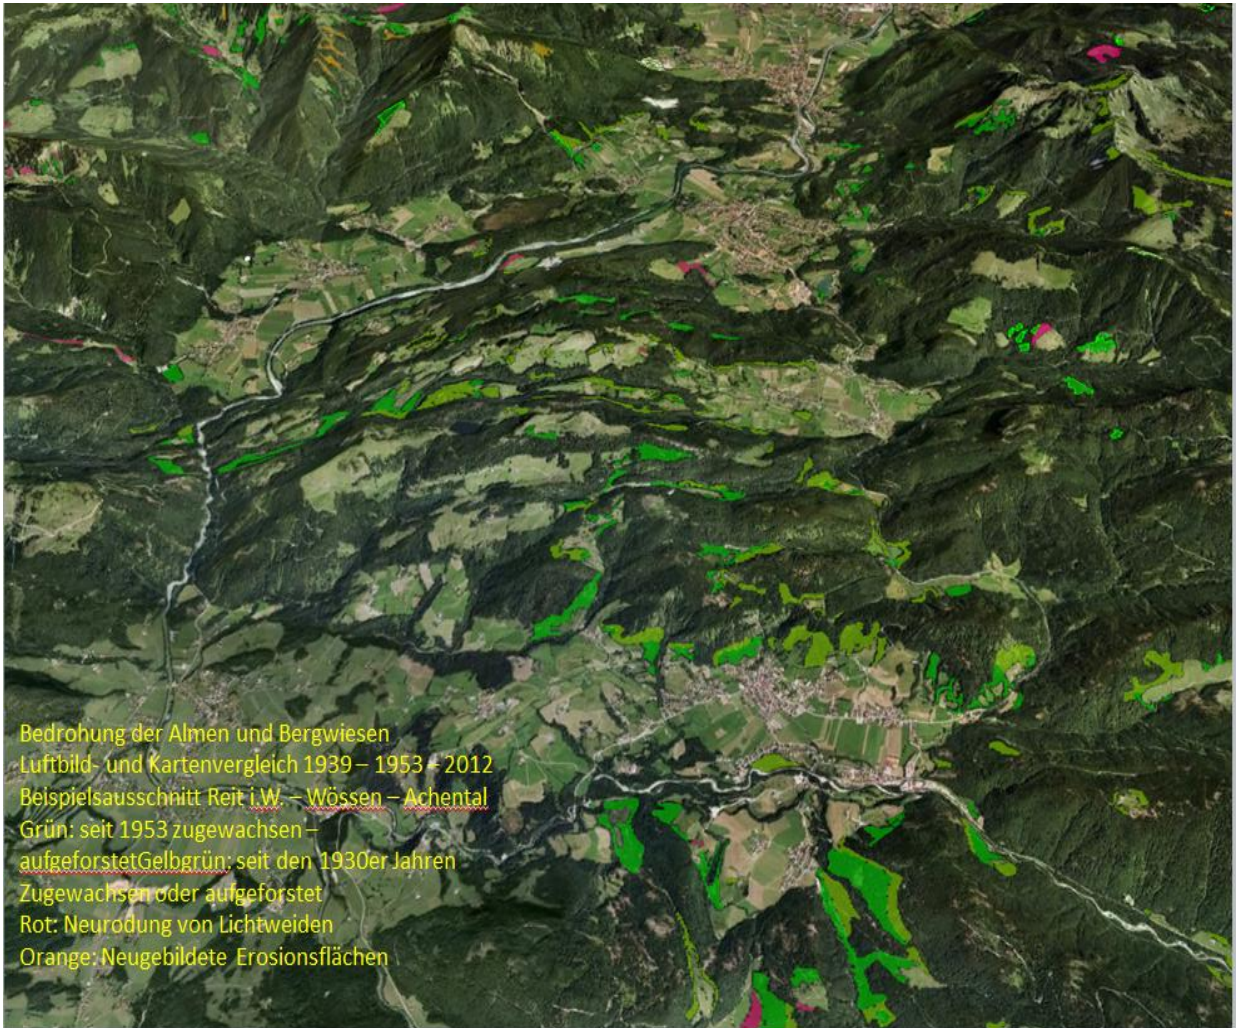 Bedrohung der Almen und Bergwiesen
Luftbild- und Kartenvergleich 1939 – 1953 – 2012
Beispielsausschnitt Reit i.W. – Wössen – Achental
Grün: seit 1953 zugewachsen –
aufgeforstetGelbgrün: seit den 1930er Jahren
Zugewachsen oder aufgeforstet
Rot: Neurodung von Lichtweiden
Orange: Neugebildete Erosionsflächen